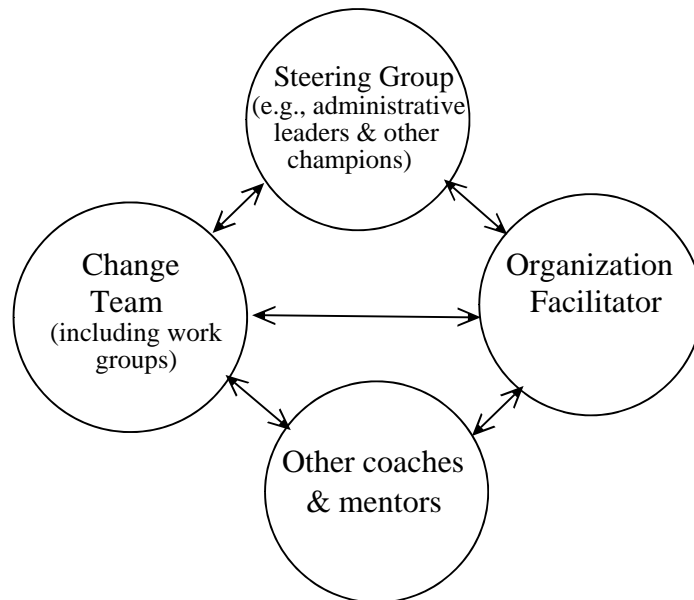 Steering Group
(e.g., administrative
leaders & other
champions)
Change
Team
(including work
groups)
Organization
Facilitator
Other coaches
& mentors